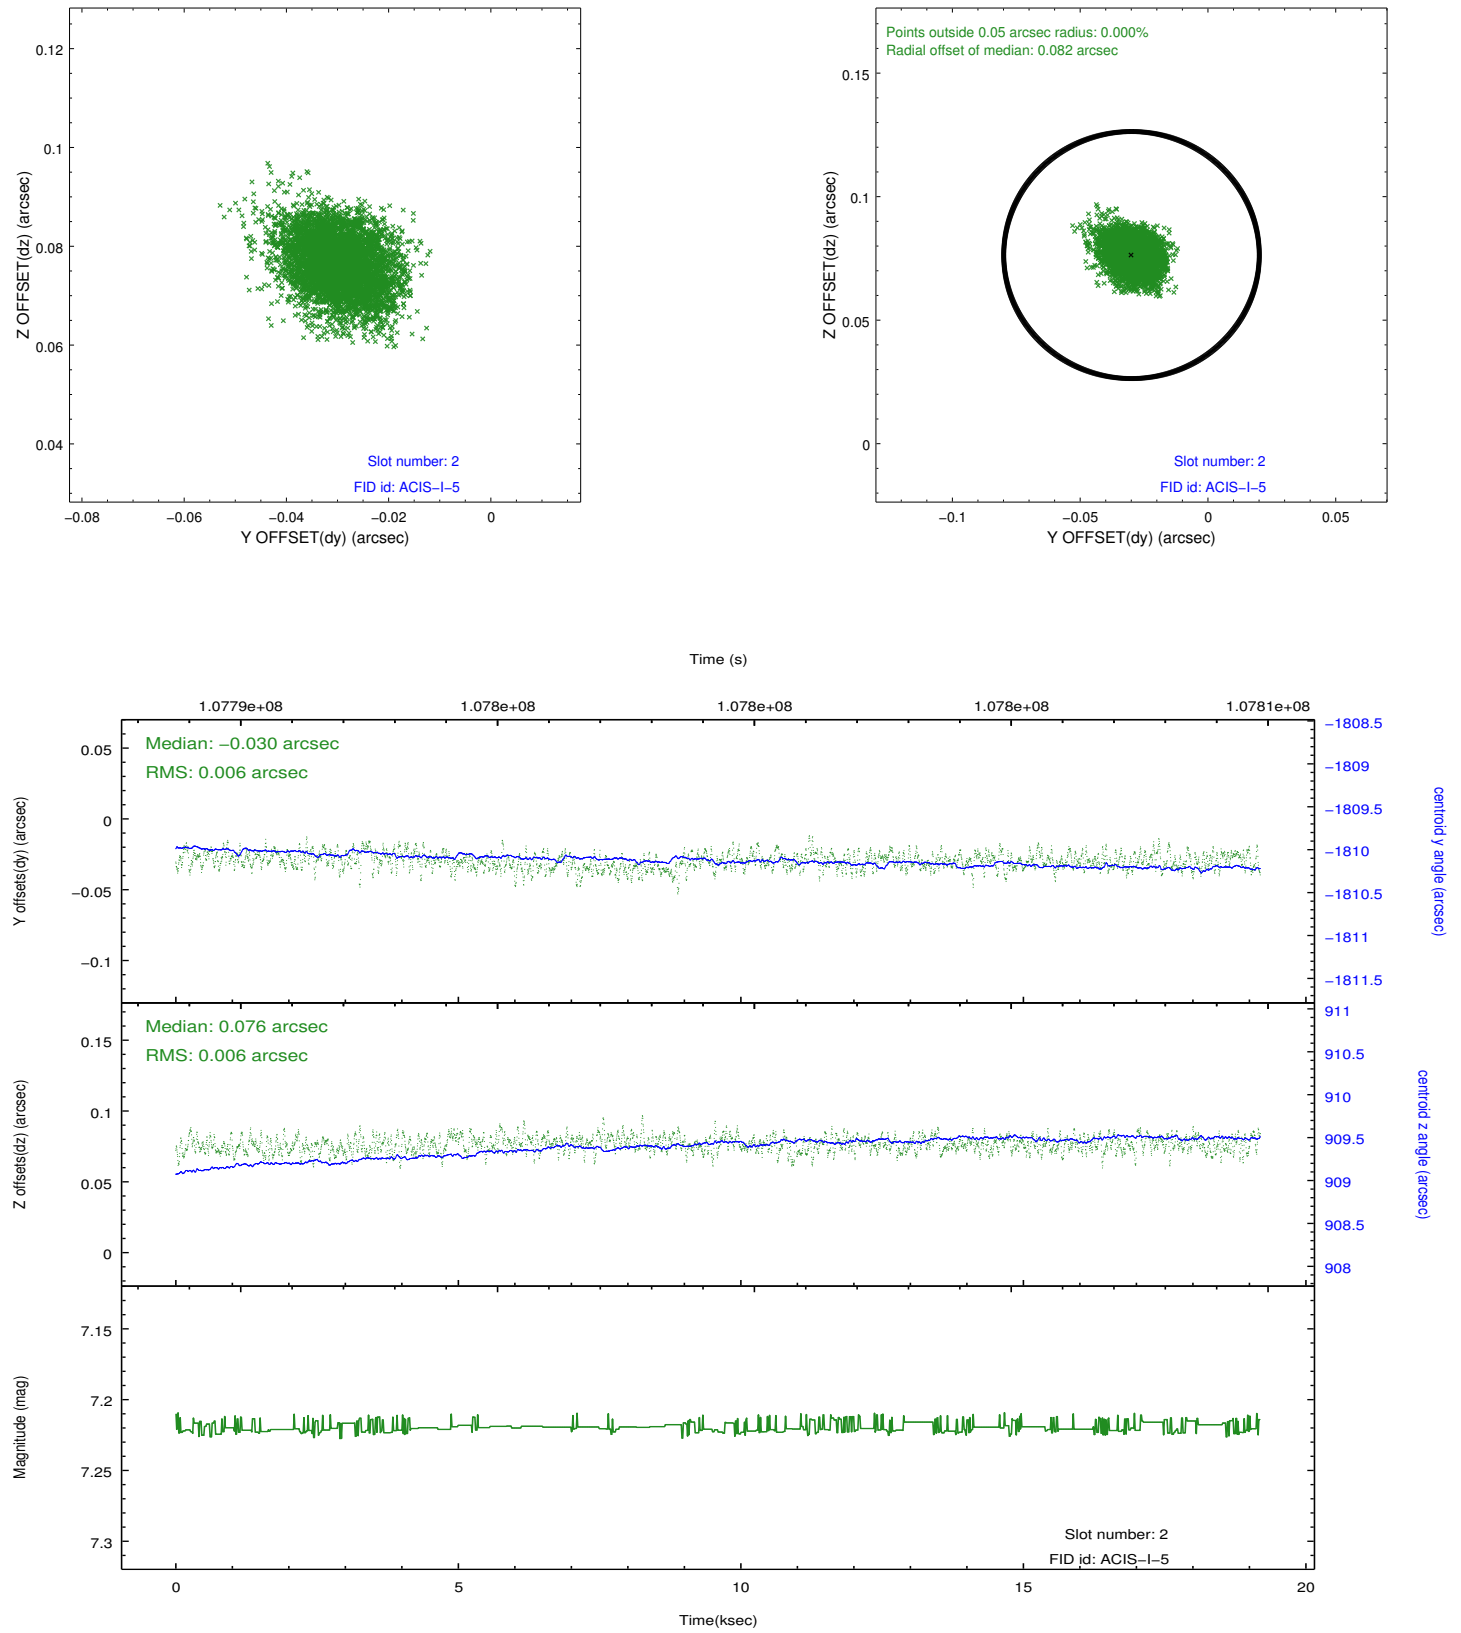 0.12
0.1
0.08
0.06
0.04
Z OFFSET(dz) (arcsec)
Slot number: 2
FID id: ACIS−I−5
−0.08 −0.06 −0.04 −0.02 0
Y OFFSET(dy) (arcsec)
Points outside 0.05 arcsec radius: 0.000%
Radial offset of median: 0.082 arcsec
0.15
0.1
0.05
0
Z OFFSET(dz) (arcsec)
Slot number: 2
FID id: ACIS−I−5
−0.1 −0.05 0 0.05
Y OFFSET(dy) (arcsec)
Time (s)
1.0779e+08 1.078e+08 1.078e+08 1.078e+08 1.0781e+08
Median: −0.030 arcsec
RMS: 0.006 arcsec
0.05
0
−0.05
−0.1
Y offsets(dy) (arcsec)
−1808.5
−1809
−1809.5
−1810
−1810.5
−1811
−1811.5
centroid y angle (arcsec)
Median: 0.076 arcsec
RMS: 0.006 arcsec
0.15
0.1
0.05
0
Z offsets(dz) (arcsec)
911
910.5
910
909.5
909
908.5
908
centroid z angle (arcsec)
7.15
7.2
7.25
7.3
Magnitude (mag)
Slot number: 2
FID id: ACIS−I−5
0 5 10 15 20
Time(ksec)